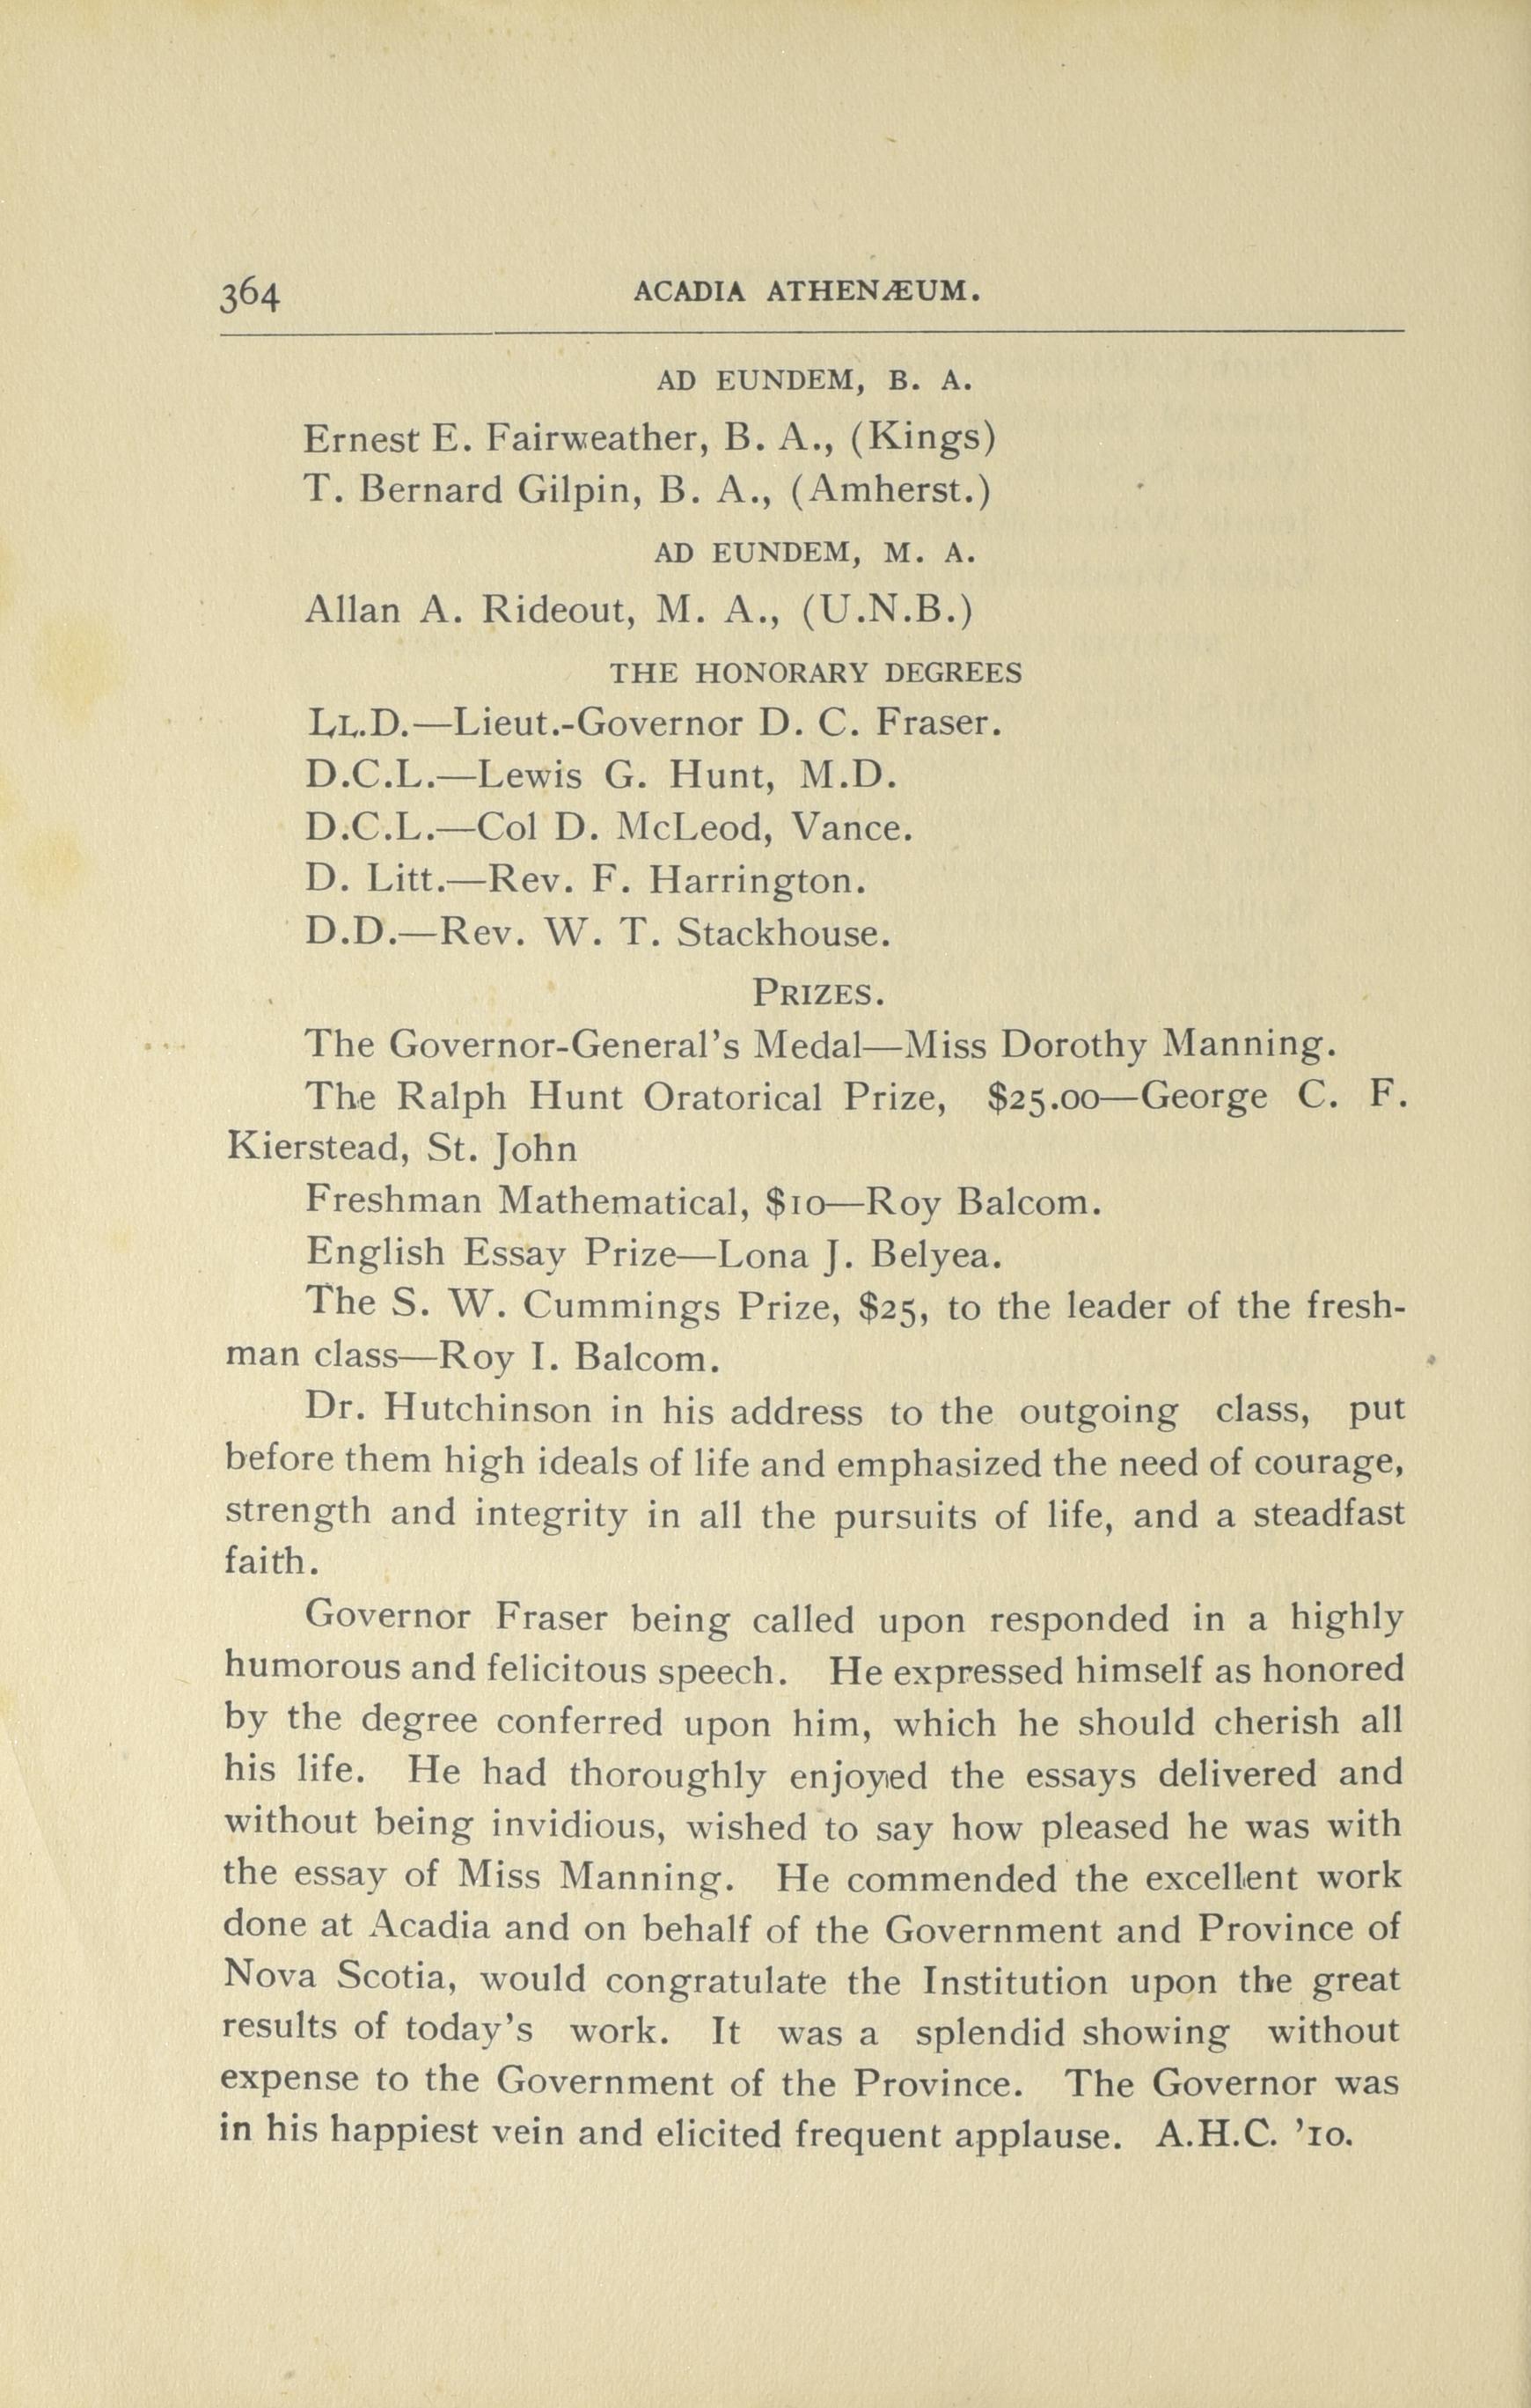 364
ACADIA ATHENÆUM.
AD EUNDEM, B. A.
Ernest E. Fairweather, B. A., (Kings)
T. Bernard Gilpin, B. A., (Amherst.)
AD EUNDEM, M. A.
Allan A. Rideout, M. A., (U.N.B.)
THE HONORARY DEGREES
LL.D.—Lieut.-Governor D. C. Fraser.
D.C.L.—Lewis G. Hunt, M.D.
D.C.L.—Col D. McLeod, Vance.
D. Litt.—Rev. F. Harrington.
D.D.—Rev. W. T. Stackhouse.
PRIZES.
The Governor-General's Medal—Miss Dorothy Manning.
The Ralph Hunt Oratorical Prize, $25.00—George C. F.
Kierstead, St. John
Freshman Mathematical, $10—Roy Balcom.
English Essay Prize—Lona J. Belyea.
The S. W. Cummings Prize, $25, to the leader of the fresh-
man class—Roy I. Balcom.
Dr. Hutchinson in his address to the outgoing class, put
before them high ideals of life and emphasized the need of courage,
strength and integrity in all the pursuits of life, and a steadfast
faith.
Governor Fraser being called upon responded in a highly
humorous and felicitous speech. He expressed himself as honored
by the degree conferred upon him, which he should cherish all
his life. He had thoroughly enjoyed the essays delivered and
without being invidious, wished to say how pleased he was with
the essay of Miss Manning. He commended the excellent work
done at Acadia and on behalf of the Government and Province of
Nova Scotia, would congratulate the Institution upon the great
results of today's work. It was a splendid showing without
expense to the Government of the Province. The Governor was
in his happiest vein and elicited frequent applause. A.H.C. '10.